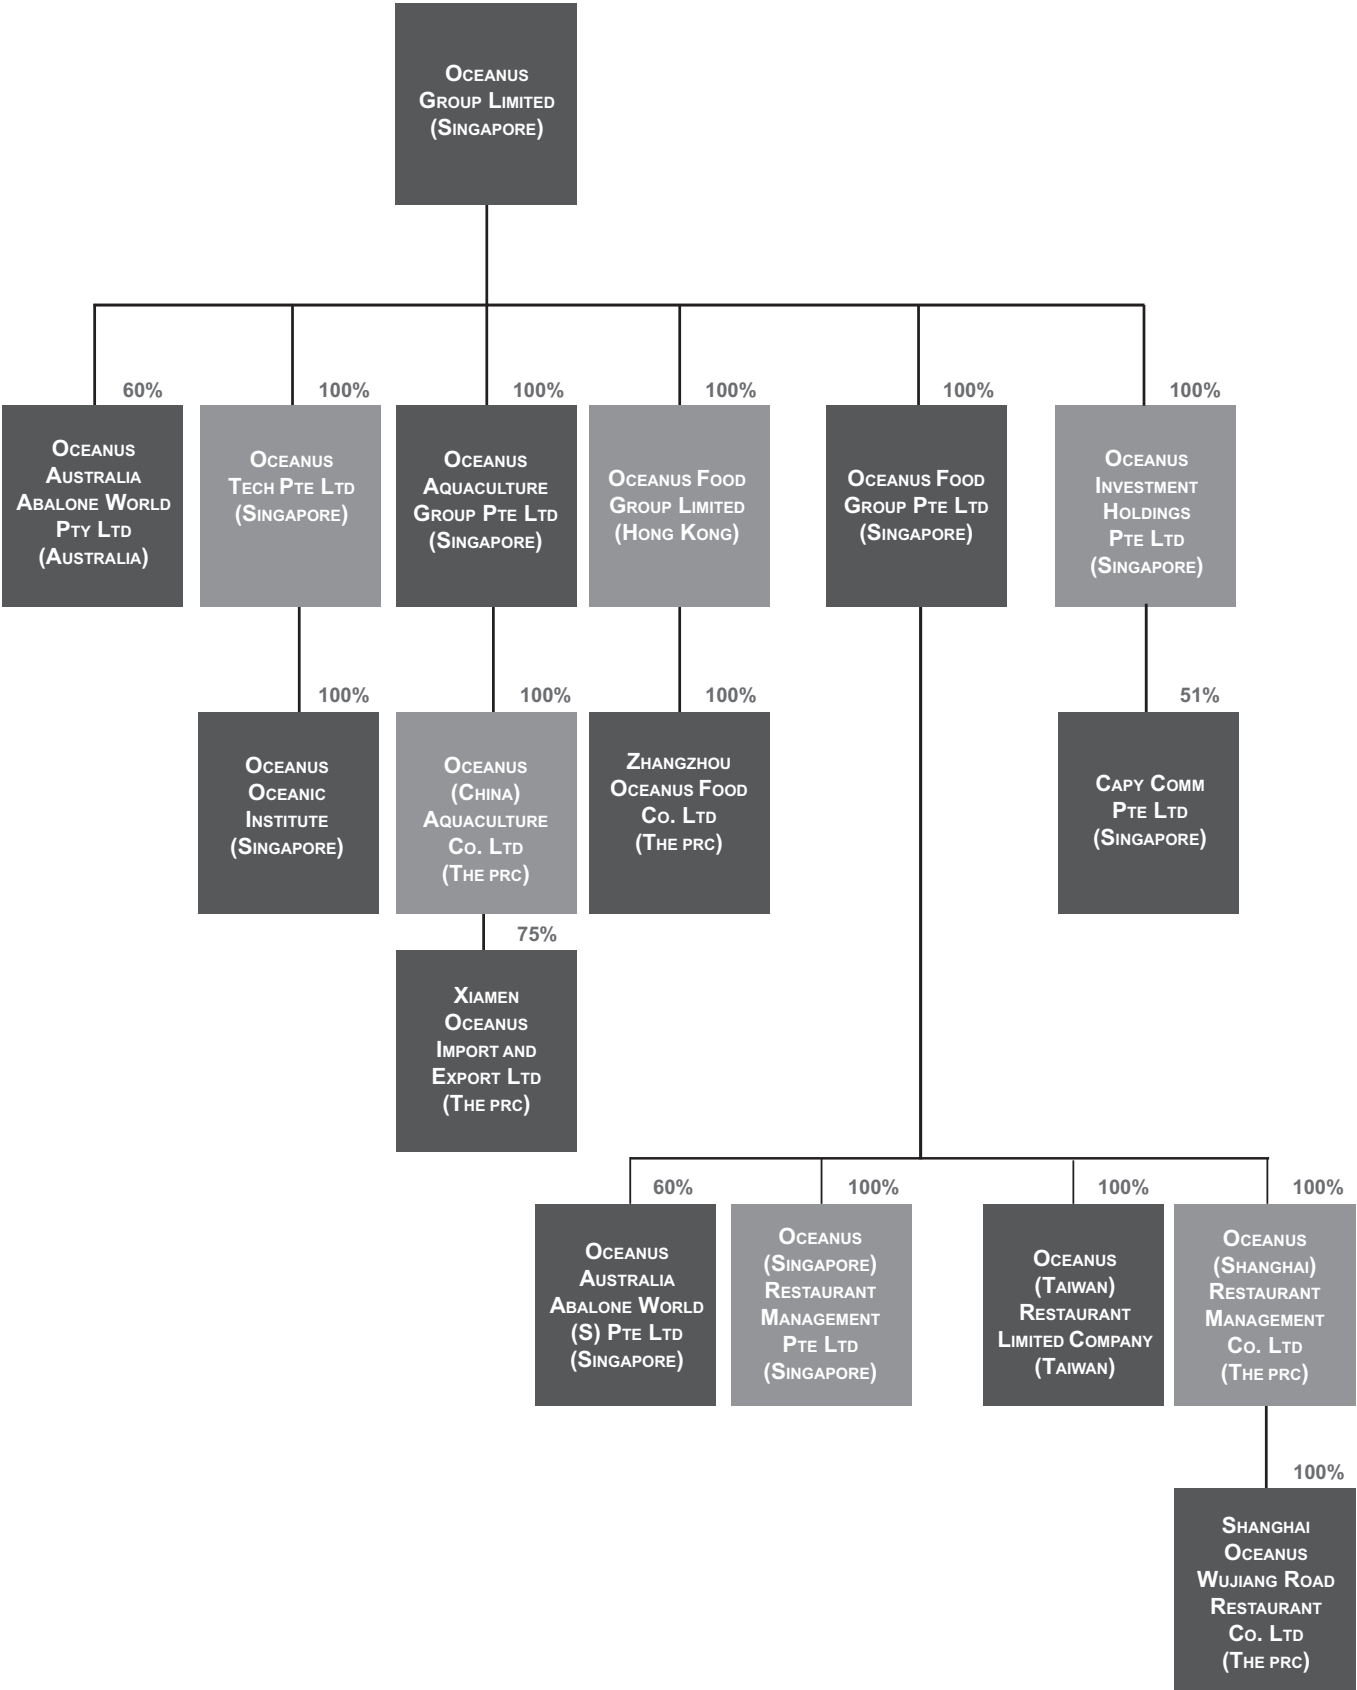 Oceanus
Group Limited
(Singapore)
60%
100%
100%
100%
100%
100%
Oceanus
Australia
Abalone World
Pty Ltd
(Australia)
Oceanus
Tech Pte Ltd
(Singapore)
Oceanus
Aquaculture
Group Pte Ltd
(Singapore)
Oceanus Food
Group Limited
(Hong Kong)
Oceanus Food
Group Pte Ltd
(Singapore)
Oceanus
Investment
Holdings
Pte Ltd
(Singapore)
100%
100%
100%
51%
Oceanus
Oceanic
Institute
(Singapore)
Oceanus
(China)
Aquaculture
Co. Ltd
(The prc)
Zhangzhou
Oceanus Food
Co. Ltd
(The prc)
Capy Comm
Pte Ltd
(Singapore)
75%
Xiamen
Oceanus
Import and
Export Ltd
(The prc)
60%
100%
100%
100%
Oceanus
Australia
Abalone World
(S) Pte Ltd
(Singapore)
Oceanus
(Singapore)
Restaurant
Management
Pte Ltd
(Singapore)
Oceanus
(Taiwan)
Restaurant
Limited Company
(Taiwan)
Oceanus
(Shanghai)
Restaurant
Management
Co. Ltd
(The prc)
100%
Shanghai
Oceanus
Wujiang Road
Restaurant
Co. Ltd
(The prc)